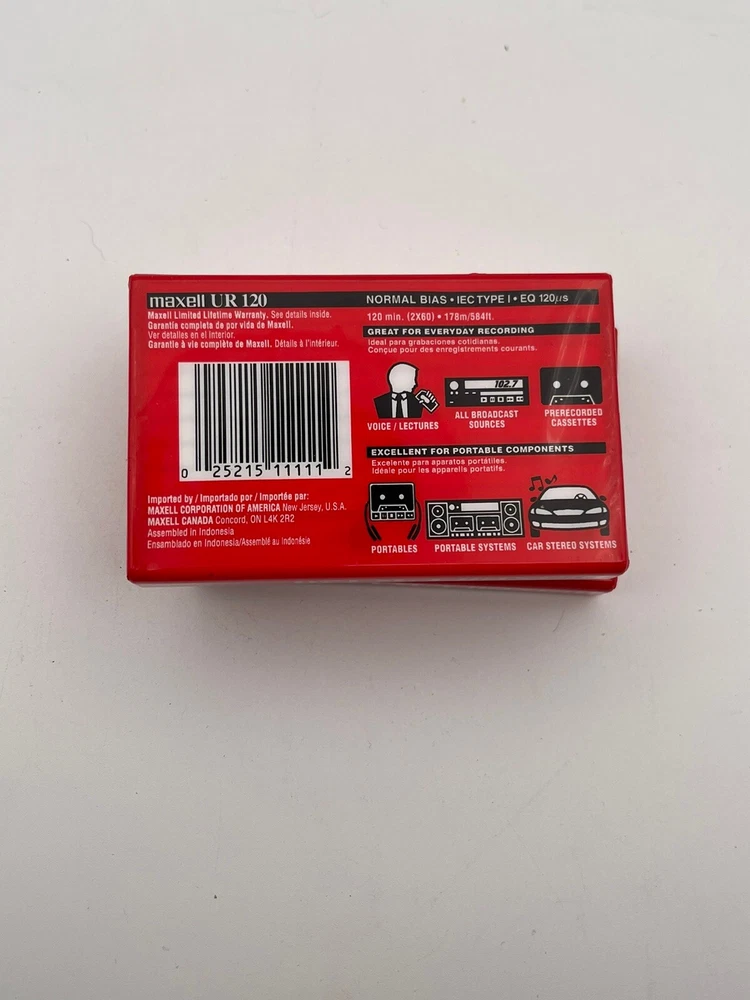 maxell UR 120
Maxell Limited Lifetime Warranty. See details inside.
Garantia completa de por vida de Maxell.
Ver detalles en el interior.
Garantie à vie complète de Maxell. Détails à l'intérieur.
0 25215 11111 2
Imported by / Importado por / Importée par:
MAXELL CORPORATION OF AMERICA New Jersey, U.S.A.
MAXELL CANADA Concord, ON L4K 2R2
Assembled in Indonesia
Ensamblado en Indonesia/Assemblé au Indonésie
NORMAL BIAS • IEC TYPE I • EQ 120µs
120 min. (2X60) • 178m/584ft.
GREAT FOR EVERYDAY RECORDING
Ideal para grabaciones cotidianas.
Conçue pour des enregistrements courants.
102.7
VOICE / LECTURES
ALL BROADCAST
SOURCES
PRERECORDED
CASSETTES
EXCELLENT FOR PORTABLE COMPONENTS
Excelente para aparatos portátiles.
Idéale pour les appareils portatifs.
PORTABLES
PORTABLE SYSTEMS
CAR STEREO SYSTEMS